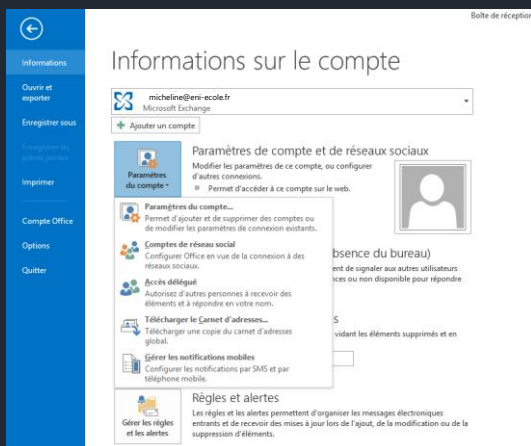 Boîte de réception
Informations
Ouvrir et
exporter
Enregistrer sous
Enregistrer les
pièces jointes
Imprimer
Compte Office
Options
Quitter
Informations sur le compte
micheline@eni-ecole.fr
Microsoft Exchange
Ajouter un compte
Paramètres
du compte
Paramètres de compte et de réseaux sociaux
Modifier les paramètres de ce compte, ou configurer
d'autres connexions.
Permet d'accéder à ce compte sur le web.
Paramètres du compte...
Permet d'ajouter et de supprimer des comptes ou
de modifier les paramètres de connexion existants.
Comptes de réseau social
Configurer Office en vue de la connexion à des
réseaux sociaux.
Accès délégué
Autorisez d'autres personnes à recevoir des
éléments et à répondre en votre nom.
Télécharger le Carnet d'adresses...
Télécharger une copie du carnet d'adresses
global.
Gérer les notifications mobiles
Configurer les notifications par SMS et par
téléphone mobile.
bsence du bureau)
ent de signaler aux autres utilisateurs
nces ou non disponible pour répondre
s
vidant les éléments supprimés et en
Gérer les règles
et les alertes
Règles et alertes
Les règles et les alertes permettent d'organiser les messages électroniques
entrants et de recevoir des mises à jour lors de l'ajout, de la modification ou de la
suppression d'éléments.